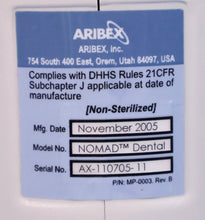 ARIBEX
ARIBEX, Inc.
754 South 400 East, Orem, Utah 84097, USA
Complies with DHHS Rules 21CFR
Subchapter J applicable at date of
manufacture
[Non-Sterilized]
Mfg. Date November 2005
Model No. NOMAD™ Dental
Serial No. AX-110705-11
P/N: MP-0003. Rev. B